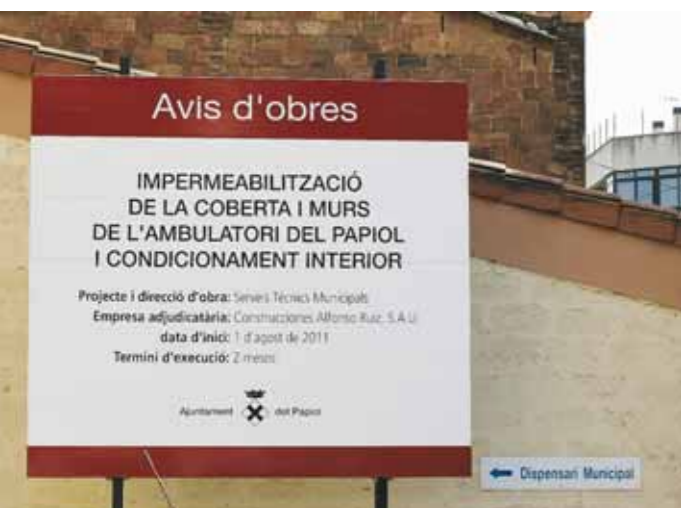 Avis d'obres
IMPERMEABILITZACIÓ
DE LA COBERTA I MURS
DE L'AMBULATORI DEL PAPIOL
I CONDICIONAMENT INTERIOR
Projecte i direcció d'obra: Serveis Tècnics Municipals
Empresa adjudicatària: Construcciones Alfonso Ruiz, S.A.U.
data d'inici: 1 d'agost de 2011
Termini d'execució: 2 mesos
Ajuntament del Papiol
Dispensari Municipal